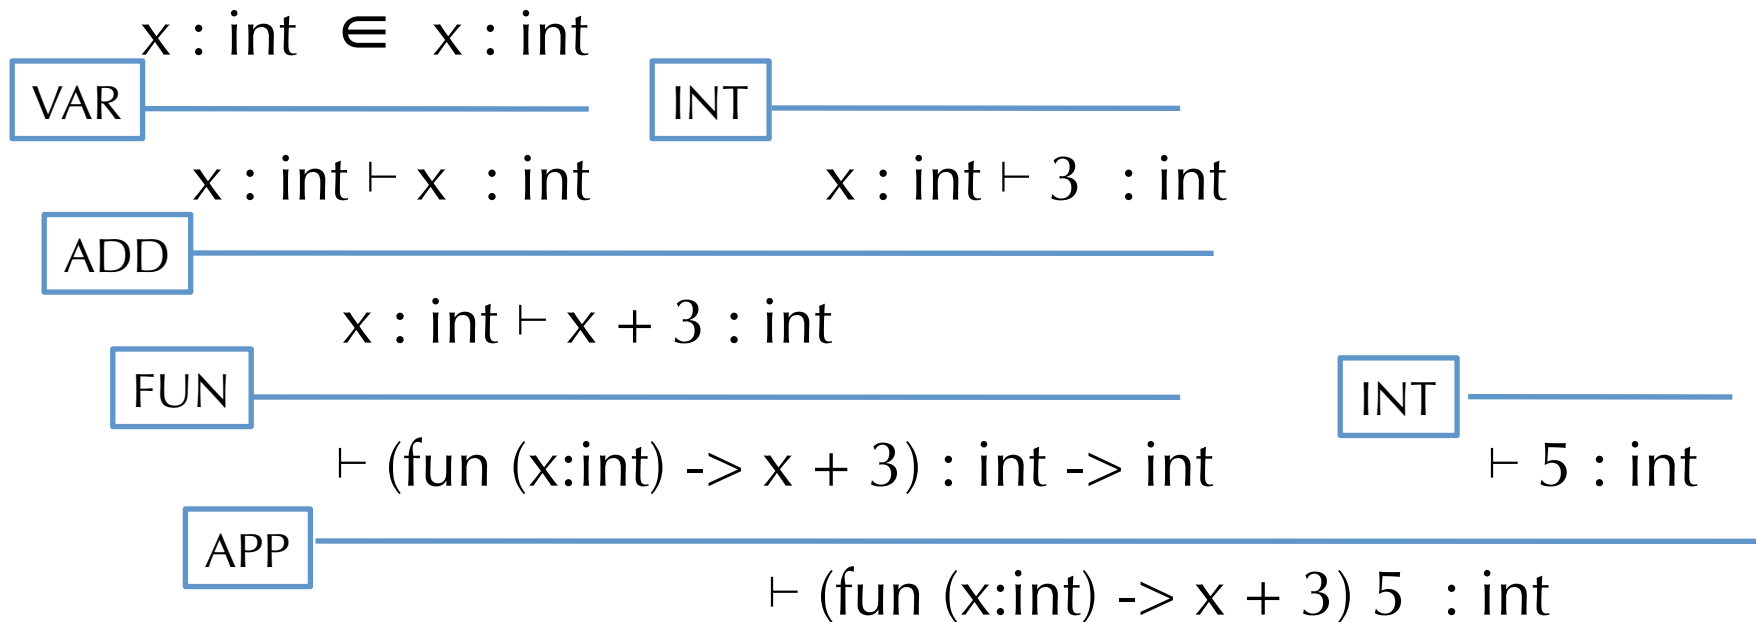 x : int ∈ x : int
VAR INT
x : int ⊢ x : int x : int ⊢ 3 : int
ADD
x : int ⊢ x + 3 : int
FUN INT
⊢ (fun (x:int) -> x + 3) : int -> int ⊢ 5 : int
APP
⊢ (fun (x:int) -> x + 3) 5 : int